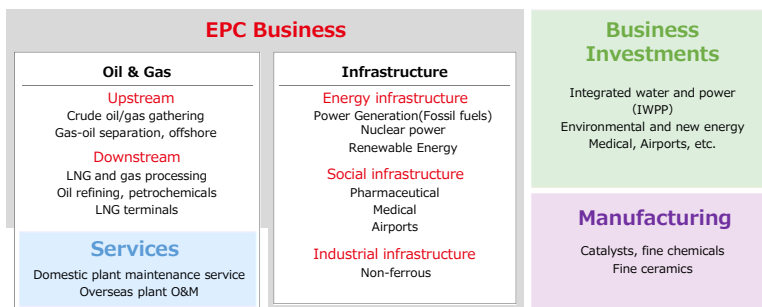 EPC Business
Oil & Gas
Upstream
Crude oil/gas gathering
Gas-oil separation, offshore
Downstream
LNG and gas processing
Oil refining, petrochemicals
LNG terminals
Services
Domestic plant maintenance service
Overseas plant O&M
Infrastructure
Energy infrastructure
Power Generation(Fossil fuels)
Nuclear power
Renewable Energy
Social infrastructure
Pharmaceutical
Medical
Airports
Industrial infrastructure
Non-ferrous
Business
Investments
Integrated water and power
(IWPP)
Environmental and new energy
Medical, Airports, etc.
Manufacturing
Catalysts, fine chemicals
Fine ceramics